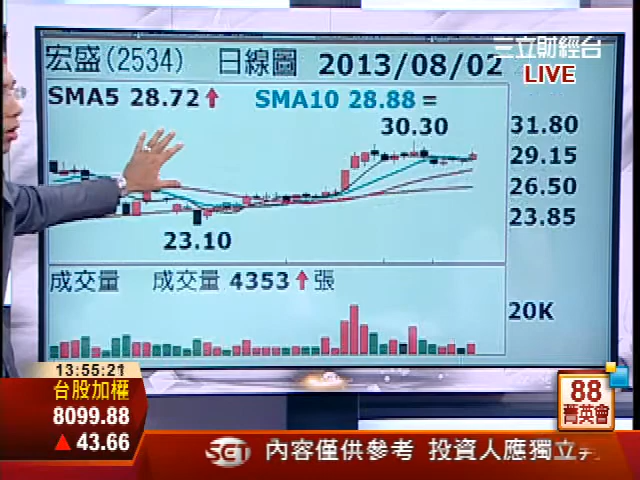 宏盛(2534) 日線圖 2013/08/02
三立財經台
LIVE
SMA5 28.72↑ SMA10 28.88=
30.30
31.80
29.15
26.50
23.85
23.10
成交量 成交量 4353↑張
20K
13:55:21
台股加權
8099.88
▲43.66
88
菁英會
SET 內容僅供參考 投資人應獨立